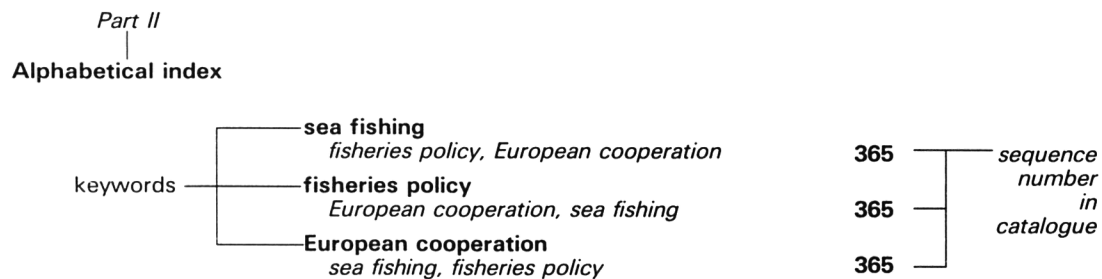 Part II
Alphabetical index
sea fishing
fisheries policy, European cooperation 365
keywords
fisheries policy
European cooperation, sea fishing 365
European cooperation
sea fishing, fisheries policy 365
sequence
number
in
catalogue